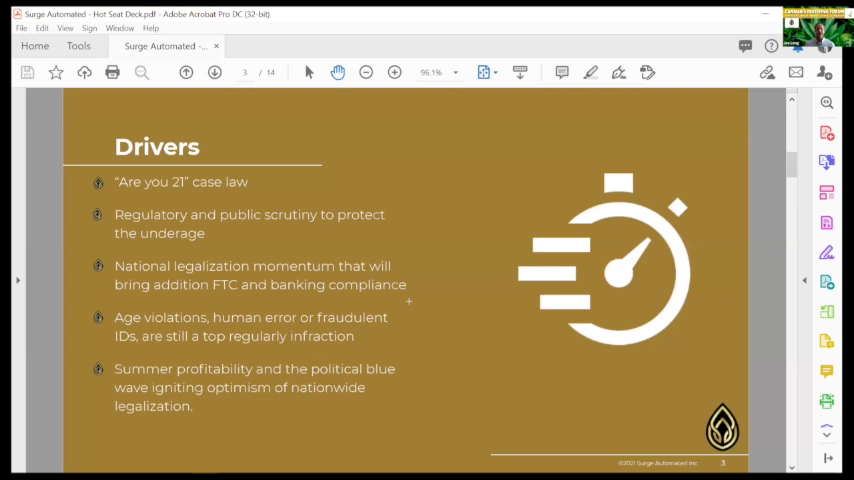 Surge Automated - Hot Seat Deck.pdf - Adobe Acrobat Pro DC (32-bit)
File Edit View Sign Window Help
Home Tools Surge Automated -... ×
3 / 14 96.1%
Drivers
"Are you 21" case law
Regulatory and public scrutiny to protect
the underage
National legalization momentum that will
bring addition FTC and banking compliance
Age violations, human error or fraudulent
IDs, are still a top regularly infraction
Summer profitability and the political blue
wave igniting optimism of nationwide
legalization.
©2021 Surge Automated Inc. 3